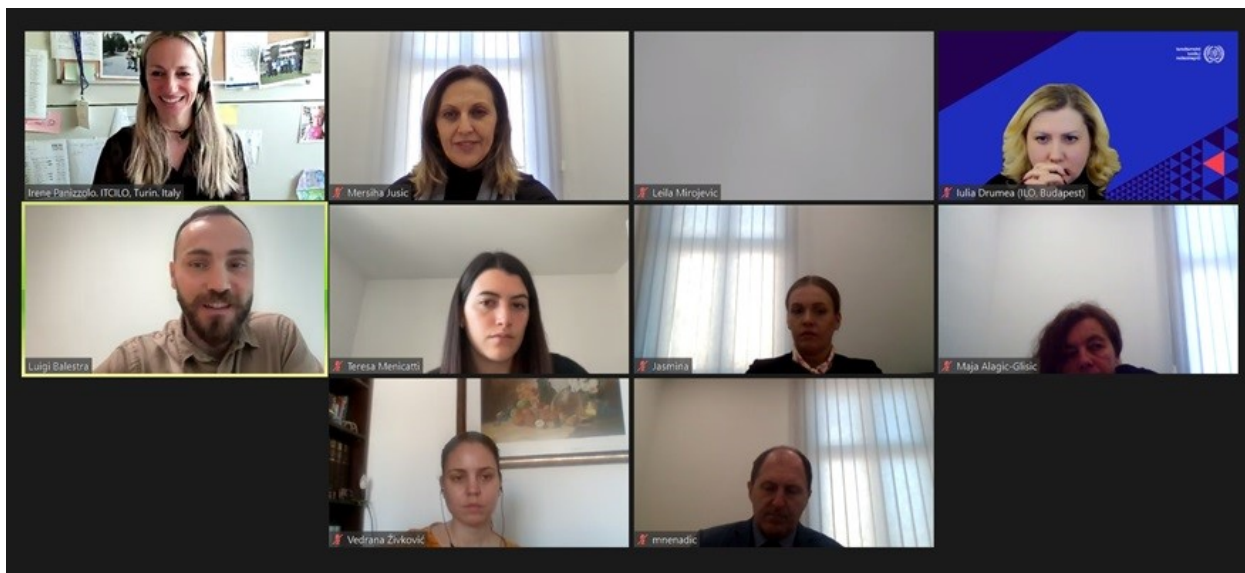 Irene Panizzolo. ITCILO, Turin. Italy
Mersiha Jusic
Leila Mirojevic
Iulia Drumea (ILO, Budapest)
Luigi Balestra
Teresa Menicatti
Jasmina
Maja Alagic-Glisic
Vedrana Živković
mnenadic